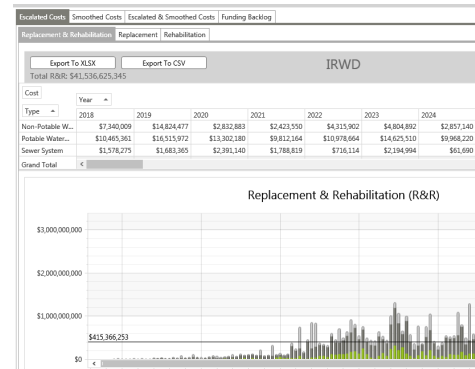 Escalated Costs Smoothed Costs Escalated & Smoothed Costs Funding Backlog
Replacement & Rehabilitation Replacement Rehabilitation
Export To XLSX Export To CSV IRWD
Total R&R: $41,536,625,345
Cost
Year
Type
2018 2019 2020 2021 2022 2023 2024
Non-Potable W... $7,340,009 $14,824,477 $2,832,883 $2,423,550 $4,315,902 $4,804,892 $2,857,140
Potable Water... $10,465,361 $16,515,972 $13,302,180 $9,812,164 $10,978,664 $14,625,510 $9,968,220
Sewer System $1,578,275 $1,683,365 $2,391,140 $1,788,819 $716,114 $2,194,994 $61,690
Grand Total
Replacement & Rehabilitation (R&R)
$3,000,000,000
$2,000,000,000
$1,000,000,000
$415,366,253
$0